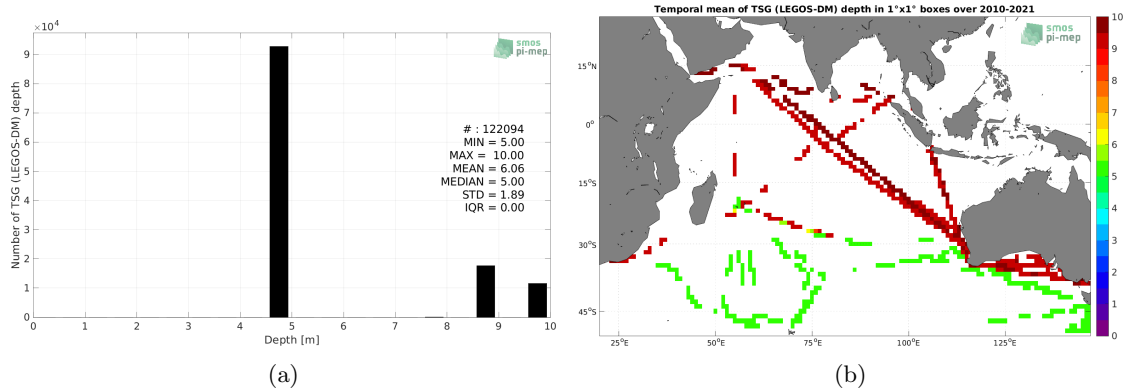 ×10⁴
smos
pi-mep
Number of TSG (LEGOS-DM) depth
9
8
7
6
5
4
3
2
1
0
# : 122094
MIN = 5.00
MAX = 10.00
MEAN = 6.06
MEDIAN = 5.00
STD = 1.89
IQR = 0.00
0 1 2 3 4 5 6 7 8 9 10
Depth [m]
(a)
Temporal mean of TSG (LEGOS-DM) depth in 1°x1° boxes over 2010-2021
smos
pi-mep
15°N
0°
15°S
30°S
45°S
25°E 50°E 75°E 100°E 125°E
10
9
8
7
6
5
4
3
2
1
0
(b)